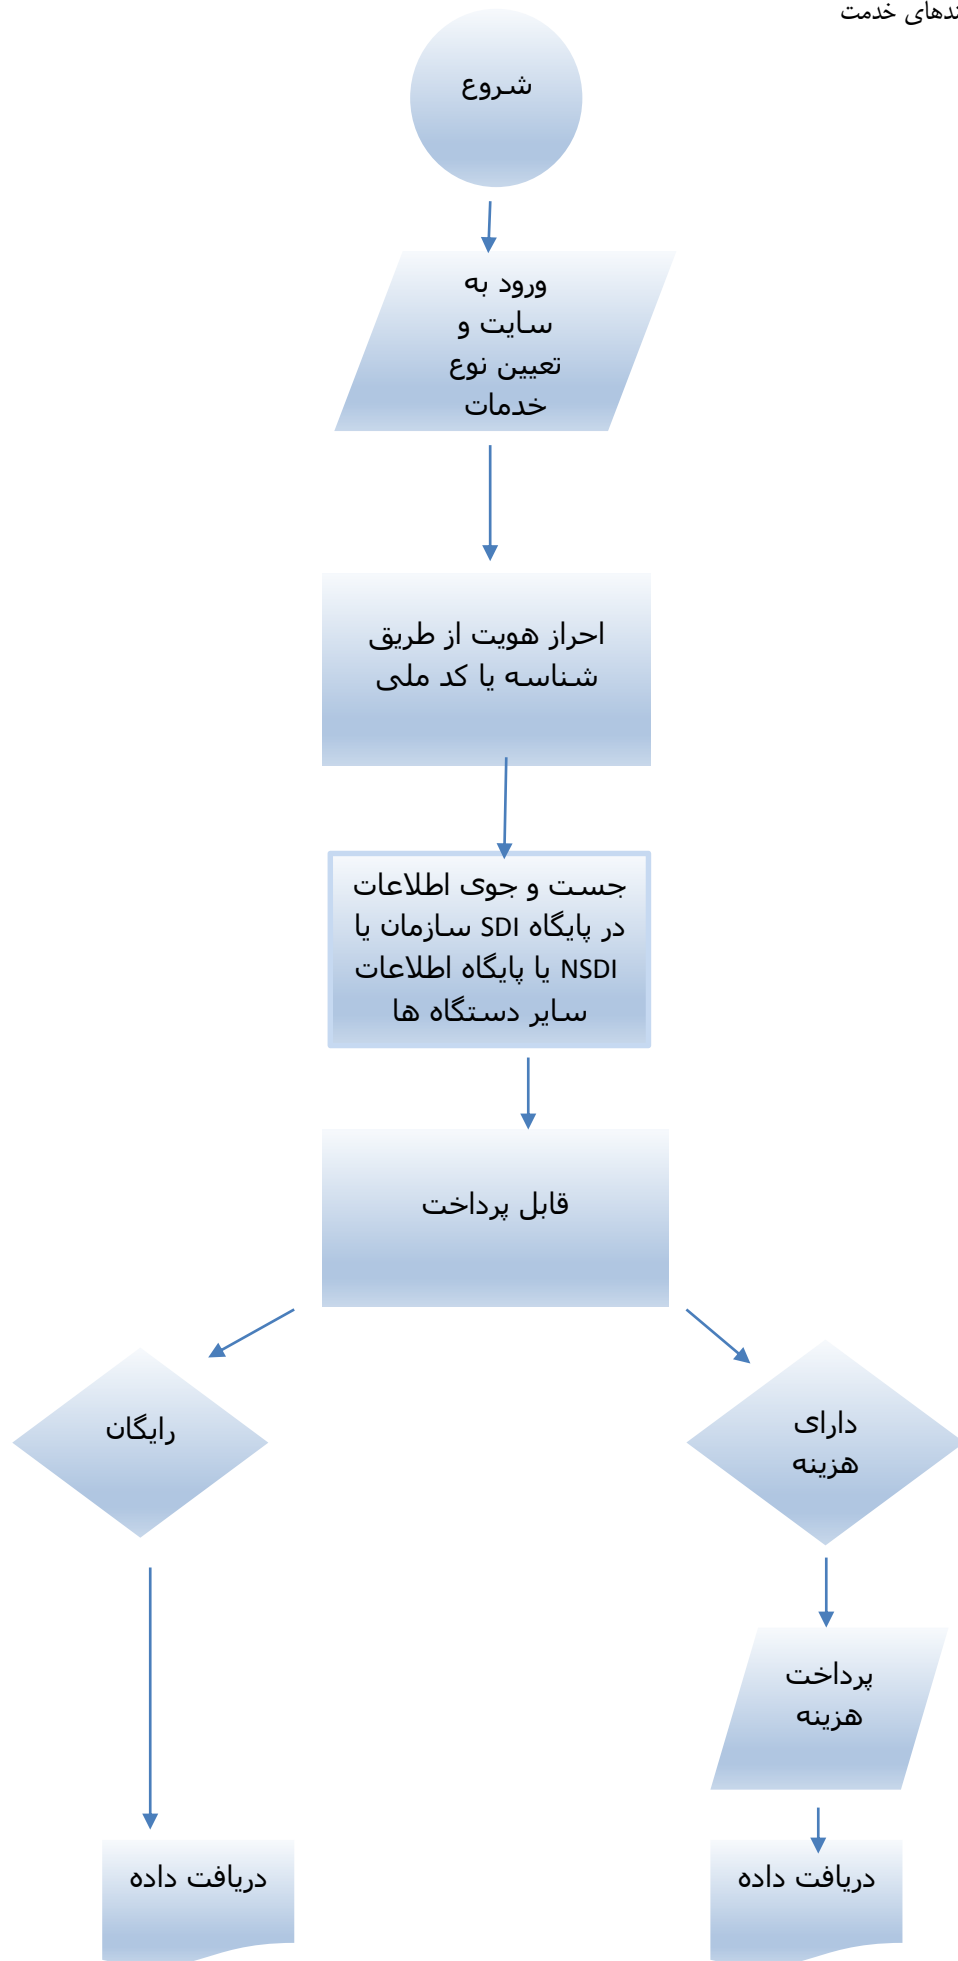 ندهای خدمت
شروع
ورود به
سایت و
تعیین نوع
خدمات
احراز هویت از طریق
شناسه یا کد ملی
جست و جوی اطلاعات
در پایگاه SDI سازمان یا
NSDI یا پایگاه اطلاعات
سایر دستگاه ها
قابل پرداخت
دارای
هزینه
رایگان
پرداخت
هزینه
دریافت داده
دریافت داده